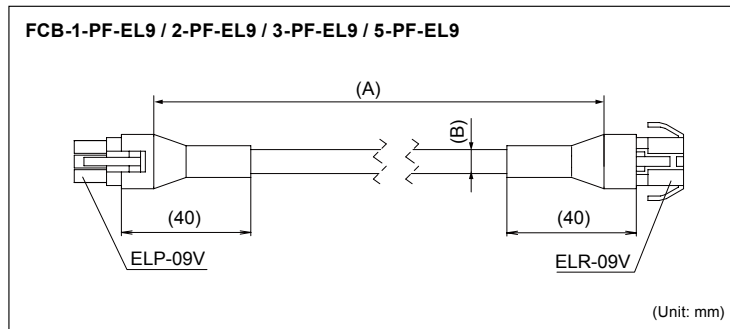 FCB-1-PF-EL9 / 2-PF-EL9 / 3-PF-EL9 / 5-PF-EL9
(A)
(B)
(40)
(40)
ELP-09V
ELR-09V
(Unit: mm)